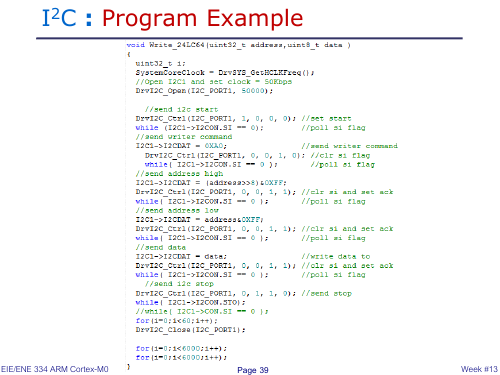 I²C : Program Example
void Write_24LC64(uint32_t address,uint8_t data )
{
uint32_t i;
SystemCoreClock = DrvSYS_GetHCLKFreq();
//Open I2C1 and set clock = 50Kbps
DrvI2C_Open(I2C_PORT1, 50000);
//send i2c start
DrvI2C_Ctrl(I2C_PORT1, 1, 0, 0, 0); //set start
while (I2C1->I2CON.SI == 0); //poll si flag
//send writer command
I2C1->I2CDAT = 0XA0; //send writer command
DrvI2C_Ctrl(I2C_PORT1, 0, 0, 1, 0); //clr si flag
while( I2C1->I2CON.SI == 0 ); //poll si flag
//send address high
I2C1->I2CDAT = (address>>8)&0XFF;
DrvI2C_Ctrl(I2C_PORT1, 0, 0, 1, 1); //clr si and set ack
while( I2C1->I2CON.SI == 0 ); //poll si flag
//send address low
I2C1->I2CDAT = address&0XFF;
DrvI2C_Ctrl(I2C_PORT1, 0, 0, 1, 1); //clr si and set ack
while( I2C1->I2CON.SI == 0 ); //poll si flag
//send data
I2C1->I2CDAT = data; //write data to
DrvI2C_Ctrl(I2C_PORT1, 0, 0, 1, 1); //clr si and set ack
while( I2C1->I2CON.SI == 0 ); //poll si flag
//send i2c stop
DrvI2C_Ctrl(I2C_PORT1, 0, 1, 1, 0); //send stop
while( I2C1->I2CON.STO);
//while( I2C1->CON.SI == 0 );
for(i=0;i<60;i++);
DrvI2C_Close(I2C_PORT1);
for(i=0;i<6000;i++);
for(i=0;i<6000;i++);
}
EIE/ENE 334 ARM Cortex-M0
Page 39
Week #13